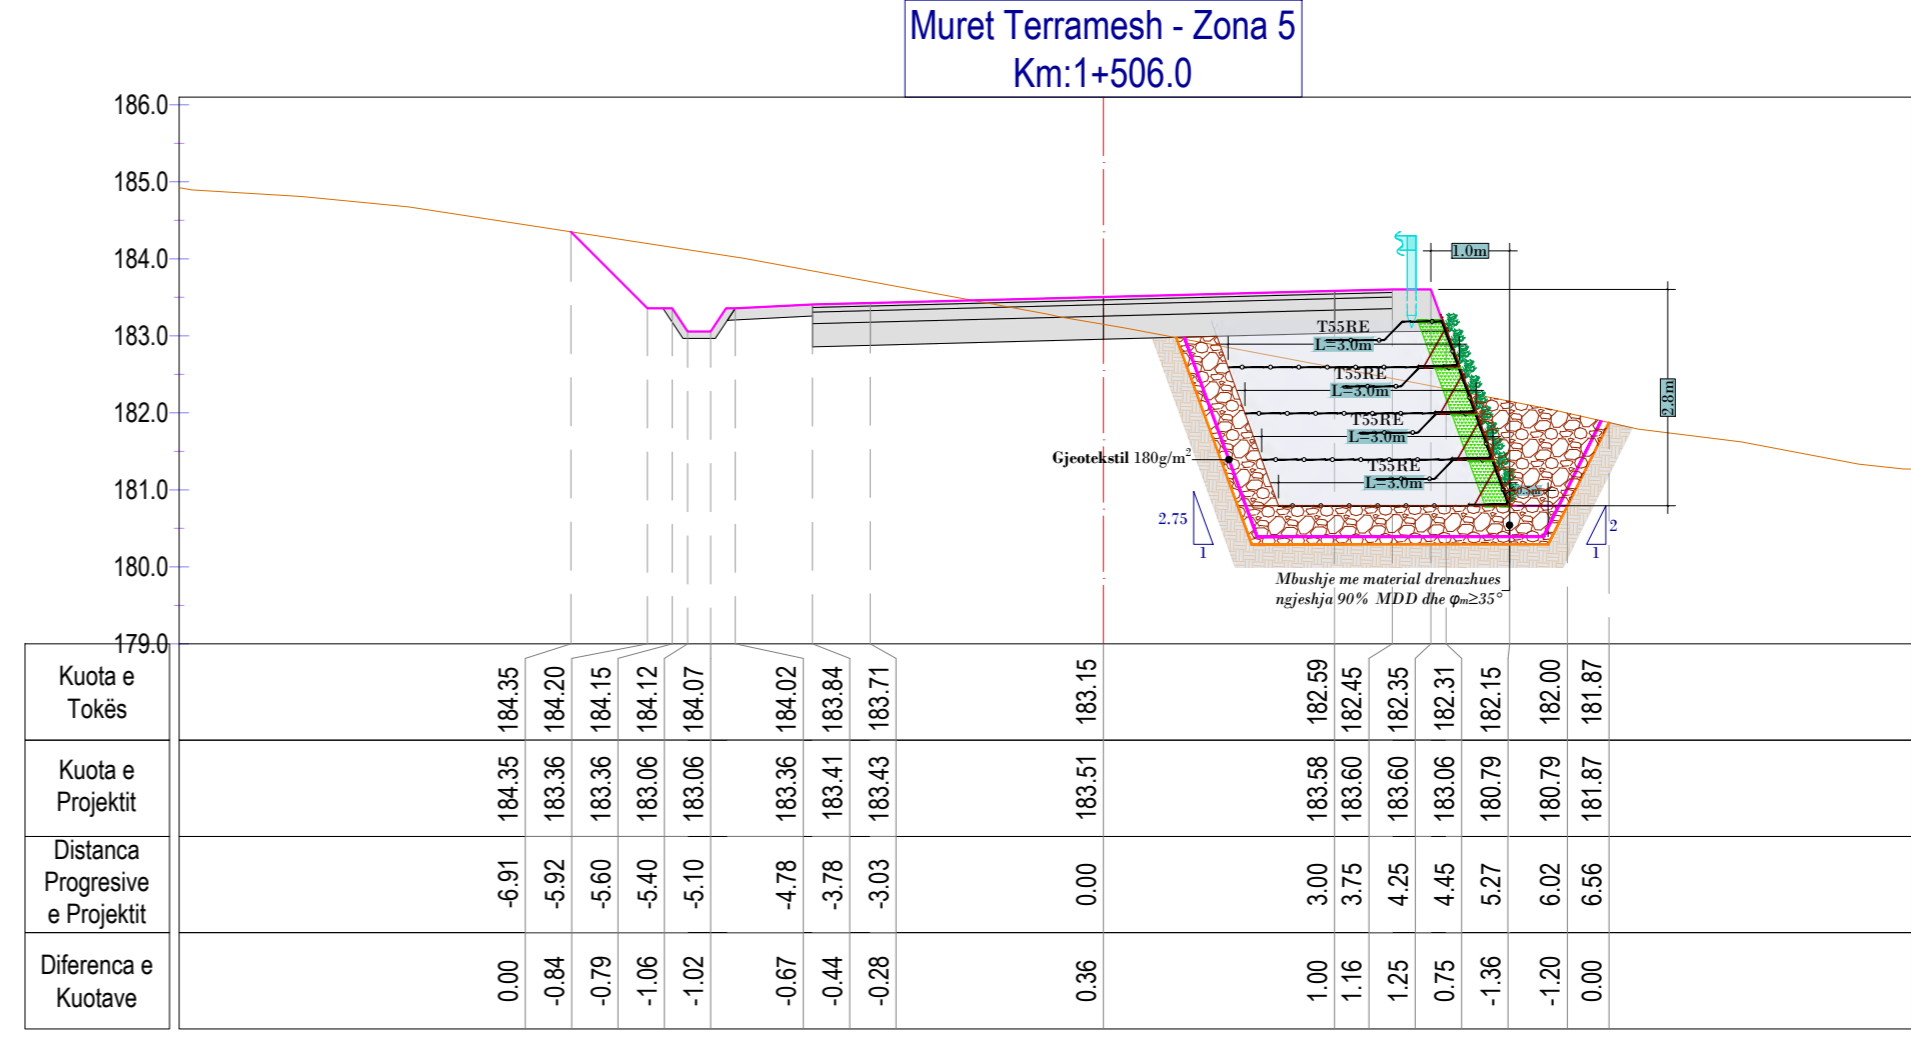 Muret Terramesh - Zona 5
Km:1+506.0
186.0
185.0
184.0
183.0
182.0
181.0
180.0
179.0
1.0m
T55RE
L=3.0m
T55RE
L=3.0m
T55RE
L=3.0m
T55RE
L=3.0m
2.8m
Gjeotekstil 180g/m²
2.75
1
2
1
Mbushje me material drenazhues
ngjeshja 90% MDD dhe φm≥35°
Kuota e
Tokës
184.35 184.20 184.15 184.12 184.07 184.02 183.84 183.71 183.15 182.59 182.45 182.35 182.31 182.15 182.00 181.87
Kuota e
Projektit
184.35 183.36 183.36 183.06 183.06 183.36 183.41 183.43 183.51 183.58 183.60 183.60 183.06 180.79 180.79 181.87
Distanca
Progresive
e Projektit
-6.91 -5.92 -5.60 -5.40 -5.10 -4.78 -3.78 -3.03 0.00 3.00 3.75 4.25 4.45 5.27 6.02 6.56
Diferenca e
Kuotave
0.00 -0.84 -0.79 -1.06 -1.02 -0.67 -0.44 -0.28 0.36 1.00 1.16 1.25 0.75 -1.36 -1.20 0.00